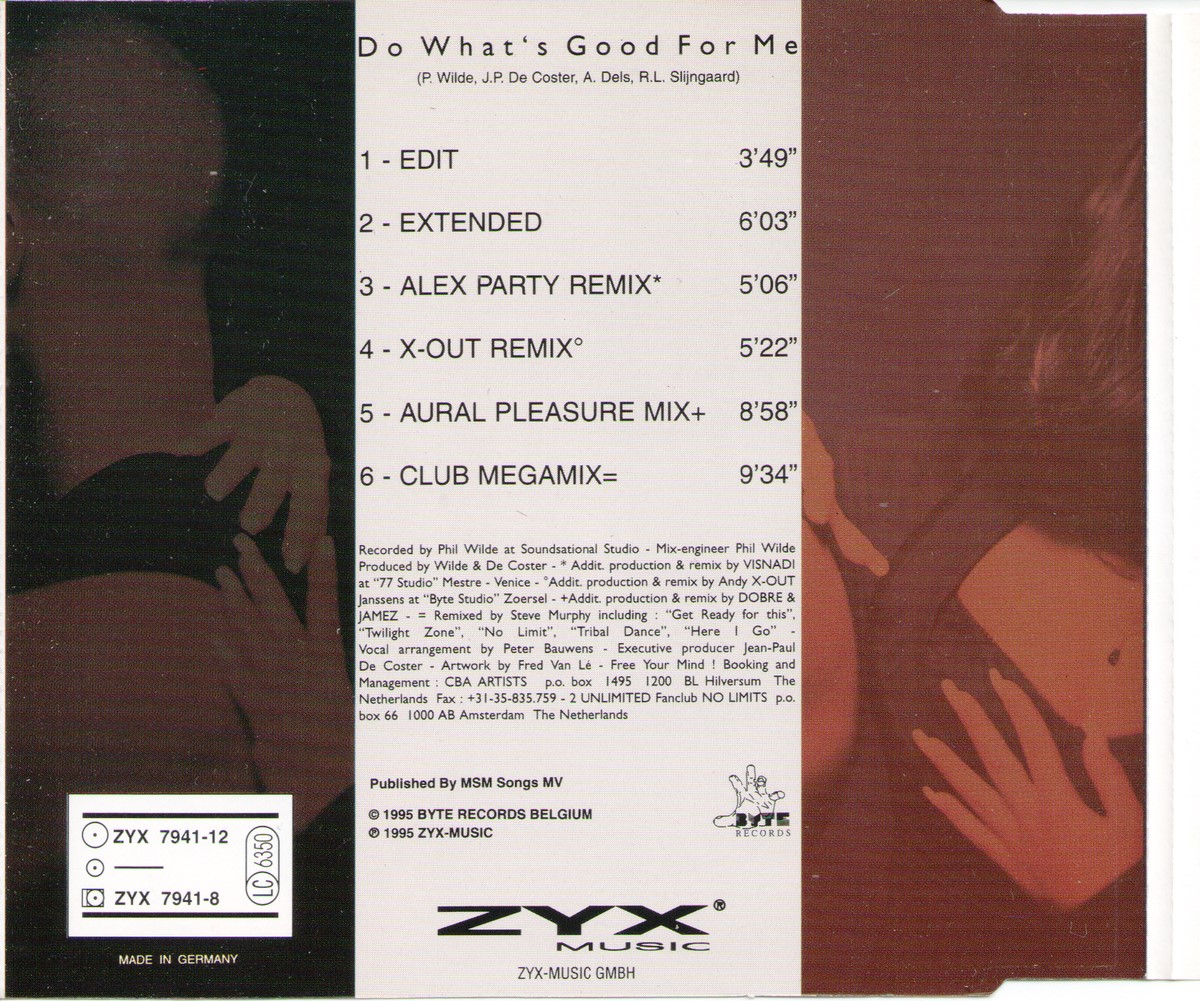 Do What's Good For Me
(P. Wilde, J.P. De Coster, A. Dels, R.L. Slijngaard)
1 - EDIT 3'49"
2 - EXTENDED 6'03"
3 - ALEX PARTY REMIX* 5'06"
4 - X-OUT REMIX° 5'22"
5 - AURAL PLEASURE MIX+ 8'58"
6 - CLUB MEGAMIX= 9'34"
Recorded by Phil Wilde at Soundsational Studio - Mix-engineer Phil Wilde
Produced by Wilde & De Coster - * Addit. production & remix by VISNADI
at "77 Studio" Mestre - Venice - °Addit. production & remix by Andy X-OUT
Janssens at "Byte Studio" Zoersel - +Addit. production & remix by DOBRE &
JAMEZ - = Remixed by Steve Murphy including : "Get Ready for this",
"Twilight Zone", "No Limit", "Tribal Dance", "Here I Go" -
Vocal arrangement by Peter Bauwens - Executive producer Jean-Paul
De Coster - Artwork by Fred Van Lé - Free Your Mind ! Booking and
Management : CBA ARTISTS p.o. box 1495 1200 BL Hilversum The
Netherlands Fax : +31-35-835.759 - 2 UNLIMITED Fanclub NO LIMITS p.o.
box 66 1000 AB Amsterdam The Netherlands
Published By MSM Songs MV
© 1995 BYTE RECORDS BELGIUM
℗ 1995 ZYX-MUSIC
BYTE
RECORDS
ZYX 7941-12
ZYX 7941-8
LC 6350
MADE IN GERMANY
ZYX®
MUSIC
ZYX-MUSIC GMBH